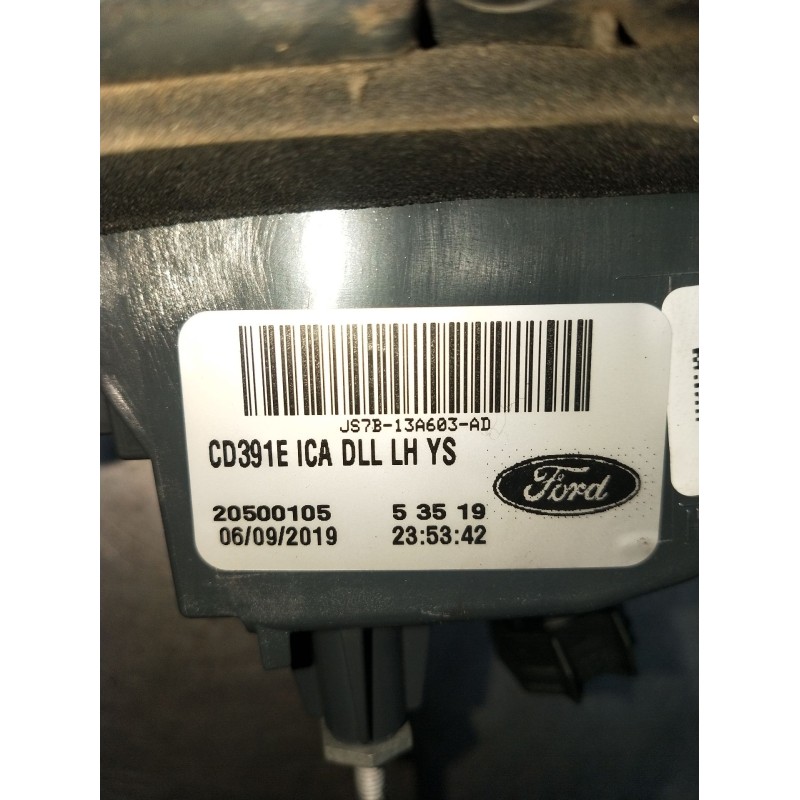 JS7B-13A603-AD
CD391E ICA DLL LH YS
Ford
20500105 5 35 19
06/09/2019 23:53:42